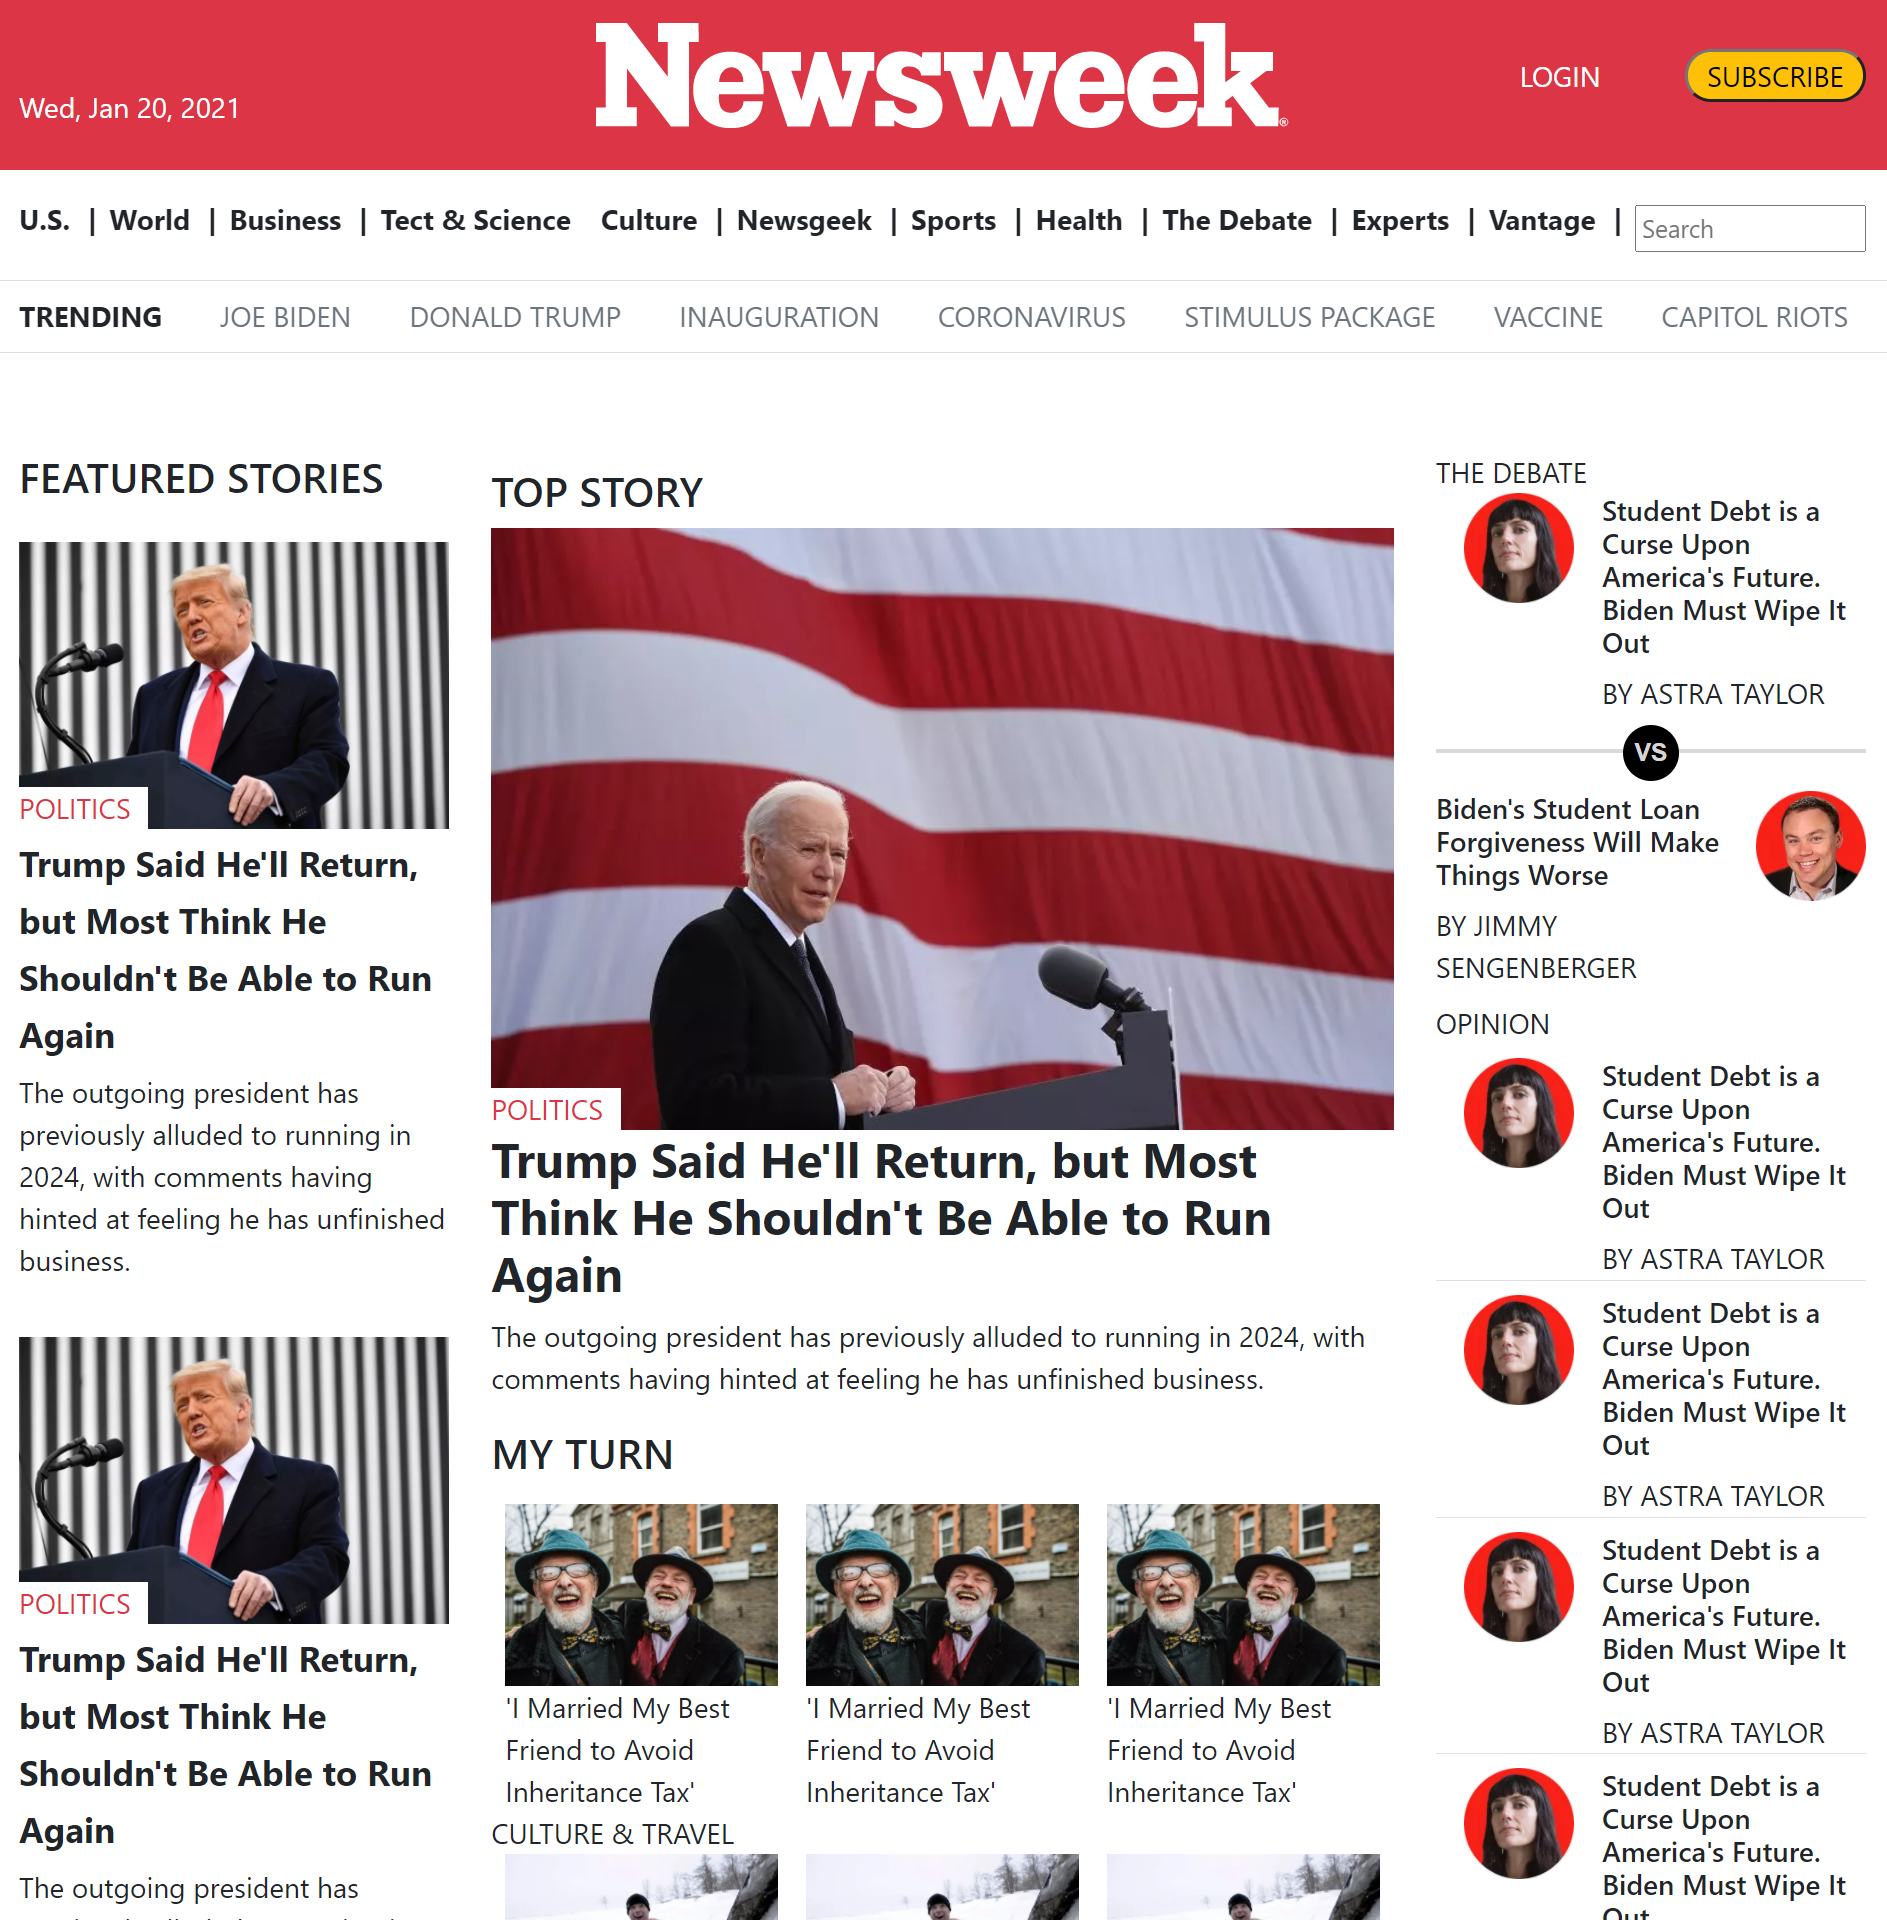 Wed, Jan 20, 2021
Newsweek®
LOGIN
SUBSCRIBE
U.S. | World | Business | Tect & Science Culture | Newsgeek | Sports | Health | The Debate | Experts | Vantage |
Search
TRENDING JOE BIDEN DONALD TRUMP INAUGURATION CORONAVIRUS STIMULUS PACKAGE VACCINE CAPITOL RIOTS
FEATURED STORIES
POLITICS
Trump Said He'll Return,
but Most Think He
Shouldn't Be Able to Run
Again
The outgoing president has
previously alluded to running in
2024, with comments having
hinted at feeling he has unfinished
business.
POLITICS
Trump Said He'll Return,
but Most Think He
Shouldn't Be Able to Run
Again
The outgoing president has
TOP STORY
POLITICS
Trump Said He'll Return, but Most
Think He Shouldn't Be Able to Run
Again
The outgoing president has previously alluded to running in 2024, with
comments having hinted at feeling he has unfinished business.
MY TURN
'I Married My Best
Friend to Avoid
Inheritance Tax'
'I Married My Best
Friend to Avoid
Inheritance Tax'
'I Married My Best
Friend to Avoid
Inheritance Tax'
CULTURE & TRAVEL
THE DEBATE
Student Debt is a
Curse Upon
America's Future.
Biden Must Wipe It
Out
BY ASTRA TAYLOR
VS
Biden's Student Loan
Forgiveness Will Make
Things Worse
BY JIMMY
SENGENBERGER
OPINION
Student Debt is a
Curse Upon
America's Future.
Biden Must Wipe It
Out
BY ASTRA TAYLOR
Student Debt is a
Curse Upon
America's Future.
Biden Must Wipe It
Out
BY ASTRA TAYLOR
Student Debt is a
Curse Upon
America's Future.
Biden Must Wipe It
Out
BY ASTRA TAYLOR
Student Debt is a
Curse Upon
America's Future.
Biden Must Wipe It
Out